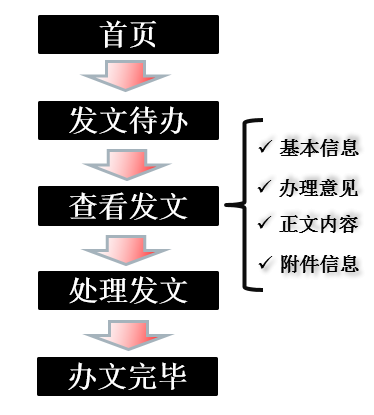 首页
发文待办
查看发文
✓ 基本信息
✓ 办理意见
✓ 正文内容
✓ 附件信息
处理发文
办文完毕